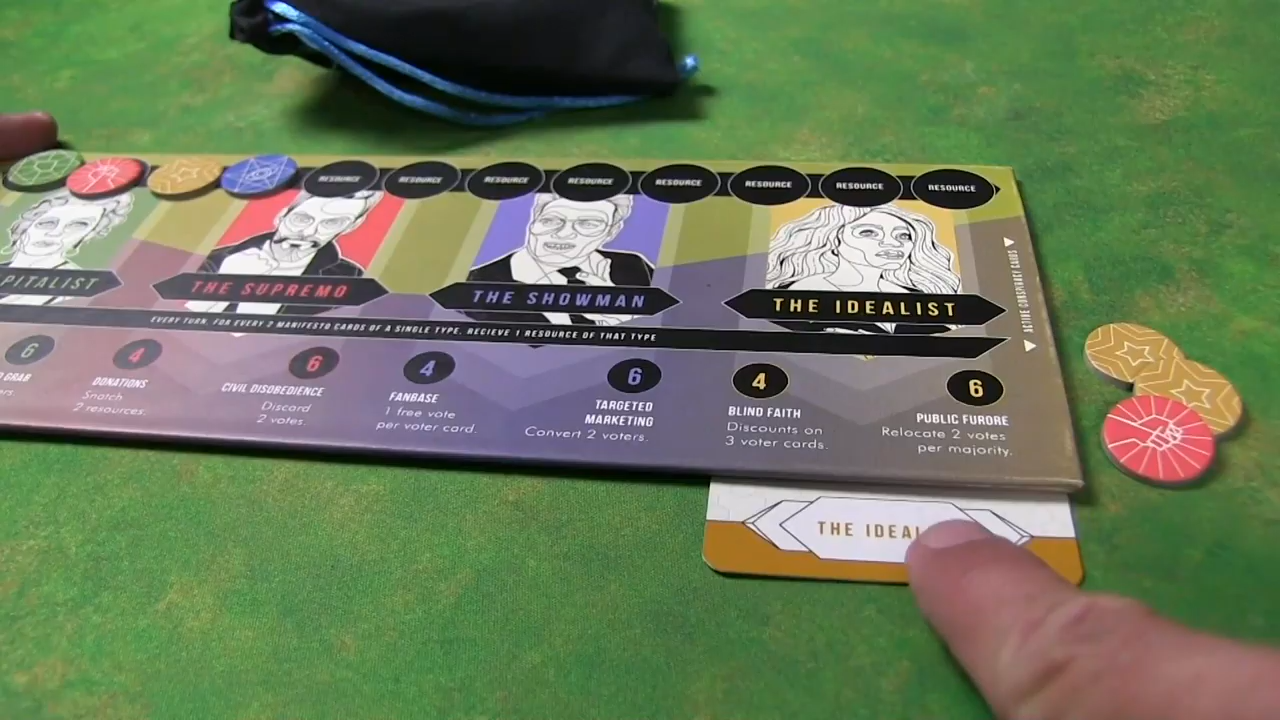 RESOURCE RESOURCE RESOURCE RESOURCE RESOURCE RESOURCE RESOURCE RESOURCE
PITALIST
THE SUPREMO
THE SHOWMAN
THE IDEALIST
ACTIVE CONSPIRACY CARDS
EVERY TURN, FOR EVERY 2 MANIFESTO CARDS OF A SINGLE TYPE, RECIEVE 1 RESOURCE OF THAT TYPE
6
GRAB
4
DONATIONS
Snatch
2 resources.
6
CIVIL DISOBEDIENCE
Discard
2 votes.
4
FANBASE
1 free vote
per voter card.
6
TARGETED
MARKETING
Convert 2 voters.
4
BLIND FAITH
Discounts on
3 voter cards.
6
PUBLIC FURORE
Relocate 2 votes
per majority.
THE IDEAL